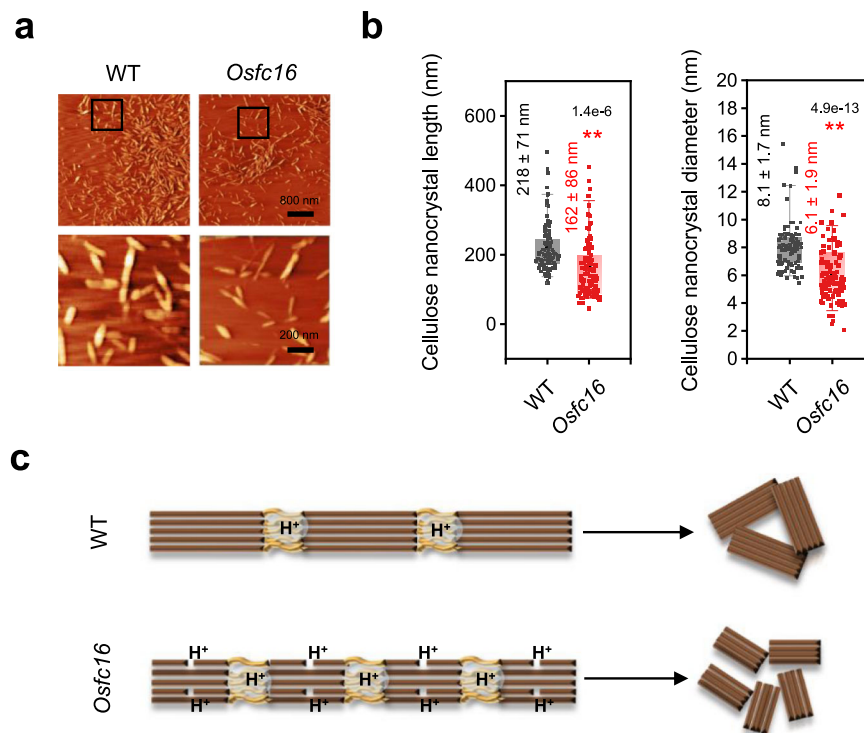 a
WT
Osfc16
800 nm
200 nm
b
Cellulose nanocrystal length (nm)
600
400
200
0
218 ± 71 nm
162 ± 86 nm
1.4e-6
**
WT
Osfc16
Cellulose nanocrystal diameter (nm)
20
18
16
14
12
10
8
6
4
2
0
8.1 ± 1.7 nm
6.1 ± 1.9 nm
4.9e-13
**
WT
Osfc16
c
WT
H⁺
H⁺
Osfc16
H⁺
H⁺
H⁺
H⁺
H⁺
H⁺
H⁺
H⁺
H⁺
H⁺
H⁺